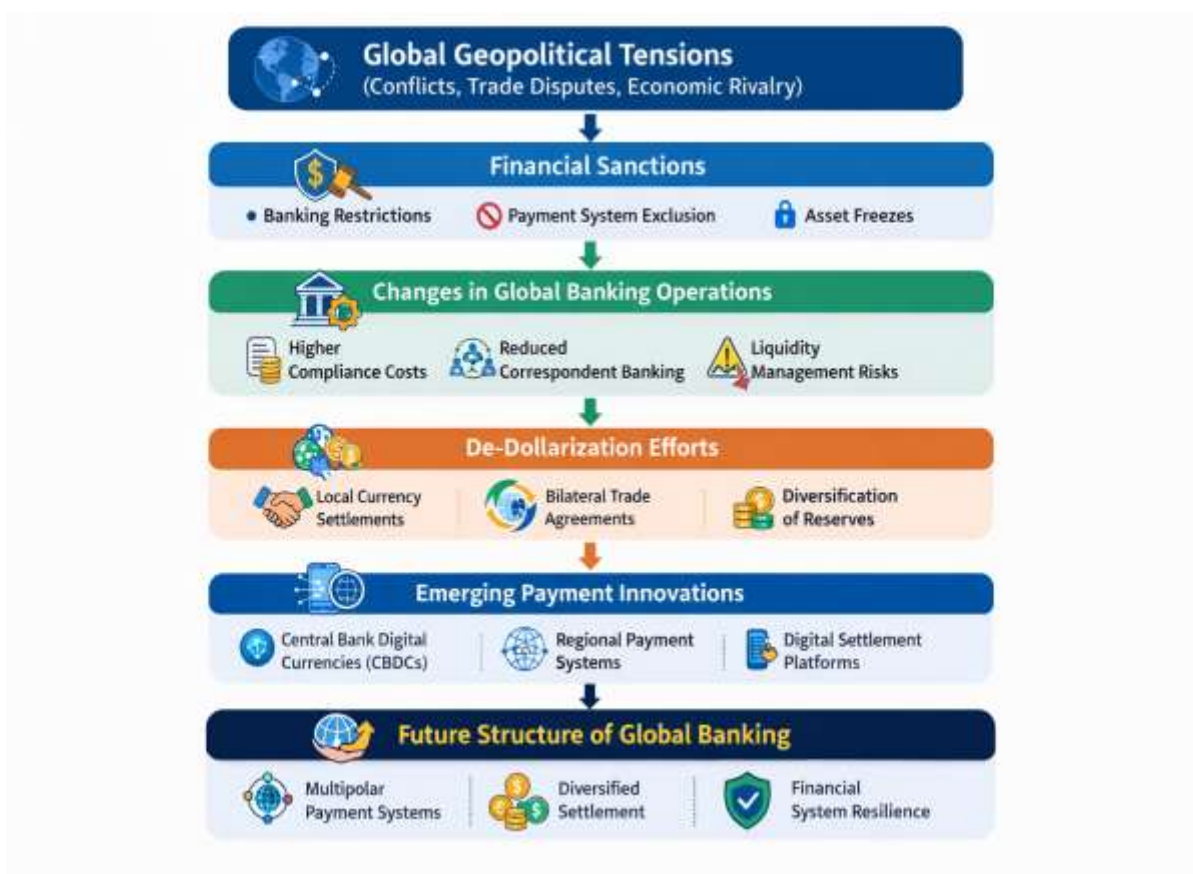 Global Geopolitical Tensions
(Conflicts, Trade Disputes, Economic Rivalry)
Financial Sanctions
• Banking Restrictions
Payment System Exclusion
Asset Freezes
Changes in Global Banking Operations
Higher
Compliance Costs
Reduced
Correspondent Banking
Liquidity
Management Risks
De-Dollarization Efforts
Local Currency
Settlements
Bilateral Trade
Agreements
Diversification
of Reserves
Emerging Payment Innovations
Central Bank Digital
Currencies (CBDCs)
Regional Payment
Systems
Digital Settlement
Platforms
Future Structure of Global Banking
Multipolar
Payment Systems
Diversified
Settlement
Financial
System Resilience